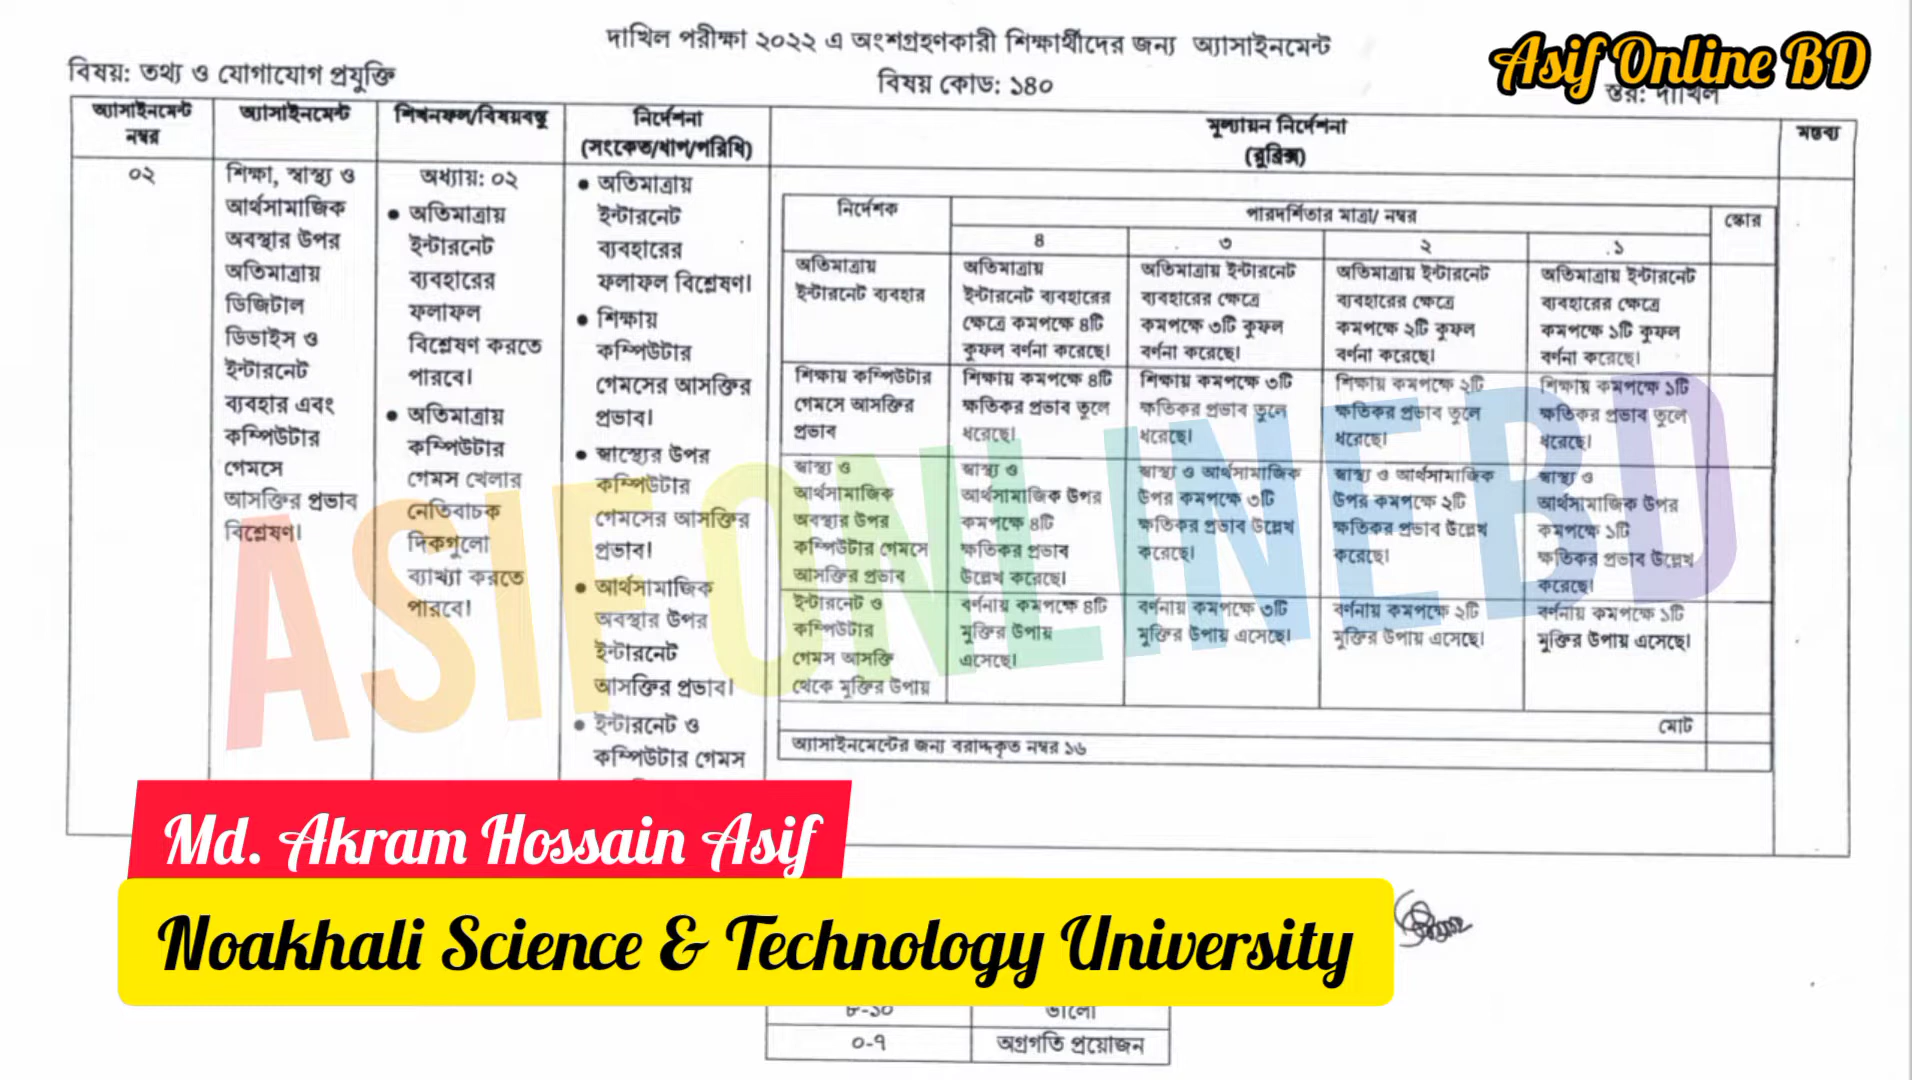 দাখিল পরীক্ষা ২০২২ এ অংশগ্রহণকারী শিক্ষার্থীদের জন্য অ্যাসাইনমেন্ট
Asif Online BD
বিষয়: তথ্য ও যোগাযোগ প্রযুক্তি
বিষয় কোড: ১৪০
স্তর: দাখিল
অ্যাসাইনমেন্ট
নম্বর
অ্যাসাইনমেন্ট
শিখনফল/বিষয়বস্তু
নির্দেশনা
(সংকেত/ধাপ/পরিধি)
মূল্যায়ন নির্দেশনা
(রুব্রিক্স)
মন্তব্য
০২
শিক্ষা, স্বাস্থ্য ও
আর্থসামাজিক
অবস্থার উপর
অতিমাত্রায়
ডিজিটাল
ডিভাইস ও
ইন্টারনেট
ব্যবহার এবং
কম্পিউটার
গেমসে
আসক্তির প্রভাব
বিশ্লেষণ।
অধ্যায়: ০২
• অতিমাত্রায়
ইন্টারনেট
ব্যবহারের
ফলাফল
বিশ্লেষণ করতে
পারবে।
• অতিমাত্রায়
কম্পিউটার
গেমস খেলার
নেতিবাচক
দিকগুলো
ব্যাখ্যা করতে
পারবে।
• অতিমাত্রায়
ইন্টারনেট
ব্যবহারের
ফলাফল বিশ্লেষণ।
• শিক্ষায়
কম্পিউটার
গেমসের আসক্তির
প্রভাব।
• স্বাস্থ্যের উপর
কম্পিউটার
গেমসের আসক্তির
প্রভাব।
• আর্থসামাজিক
অবস্থার উপর
ইন্টারনেট
আসক্তির প্রভাব।
• ইন্টারনেট ও
কম্পিউটার গেমস
নির্দেশক
পারদর্শিতার মাত্রা/ নম্বর
স্কোর
৪
৩
২
১
অতিমাত্রায়
ইন্টারনেট ব্যবহার
অতিমাত্রায়
ইন্টারনেট ব্যবহারের
ক্ষেত্রে কমপক্ষে ৪টি
কুফল বর্ণনা করেছে।
অতিমাত্রায় ইন্টারনেট
ব্যবহারের ক্ষেত্রে
কমপক্ষে ৩টি কুফল
বর্ণনা করেছে।
অতিমাত্রায় ইন্টারনেট
ব্যবহারের ক্ষেত্রে
কমপক্ষে ২টি কুফল
বর্ণনা করেছে।
অতিমাত্রায় ইন্টারনেট
ব্যবহারের ক্ষেত্রে
কমপক্ষে ১টি কুফল
বর্ণনা করেছে।
শিক্ষায় কম্পিউটার
গেমসে আসক্তির
প্রভাব
শিক্ষায় কমপক্ষে ৪টি
ক্ষতিকর প্রভাব তুলে
ধরেছে।
শিক্ষায় কমপক্ষে ৩টি
ক্ষতিকর প্রভাব তুলে
ধরেছে।
শিক্ষায় কমপক্ষে ২টি
ক্ষতিকর প্রভাব তুলে
ধরেছে।
শিক্ষায় কমপক্ষে ১টি
ক্ষতিকর প্রভাব তুলে
ধরেছে।
স্বাস্থ্য ও
আর্থসামাজিক
অবস্থার উপর
কম্পিউটার গেমসে
আসক্তির প্রভাব
স্বাস্থ্য ও
আর্থসামাজিক উপর
কমপক্ষে ৪টি
ক্ষতিকর প্রভাব
উল্লেখ করেছে।
স্বাস্থ্য ও আর্থসামাজিক
উপর কমপক্ষে ৩টি
ক্ষতিকর প্রভাব উল্লেখ
করেছে।
স্বাস্থ্য ও আর্থসামাজিক
উপর কমপক্ষে ২টি
ক্ষতিকর প্রভাব উল্লেখ
করেছে।
স্বাস্থ্য ও
আর্থসামাজিক উপর
কমপক্ষে ১টি
ক্ষতিকর প্রভাব উল্লেখ
করেছে।
ইন্টারনেট ও
কম্পিউটার
গেমস আসক্তি
থেকে মুক্তির উপায়
বর্ণনায় কমপক্ষে ৪টি
মুক্তির উপায়
এসেছে।
বর্ণনায় কমপক্ষে ৩টি
মুক্তির উপায় এসেছে।
বর্ণনায় কমপক্ষে ২টি
মুক্তির উপায় এসেছে।
বর্ণনায় কমপক্ষে ১টি
মুক্তির উপায় এসেছে।
মোট
অ্যাসাইনমেন্টের জন্য বরাদ্দকৃত নম্বর ১৬
ASIFONLINEBD
Md. Akram Hossain Asif
Noakhali Science & Technology University
৮-১০
ভালো
০-৭
অগ্রগতি প্রয়োজন